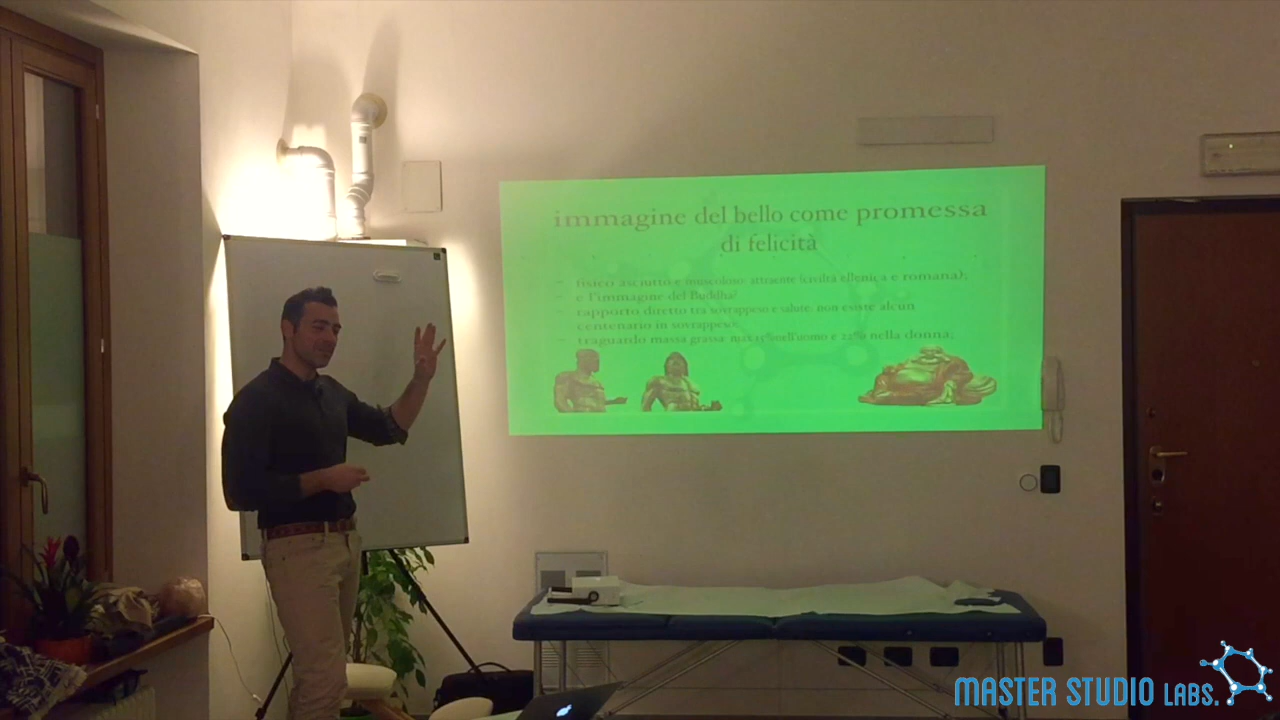 immagine del bello come promessa
di felicità
- fisico asciutto e muscoloso: attraente (civiltà ellenica e romana);
- e l'immagine del Buddha?
- rapporto diretto tra sovrappeso e salute: non esiste alcun
centenario in sovrappeso;
- traguardo massa grassa max 15% nell'uomo e 22% nella donna;
MASTER STUDIO LABS.